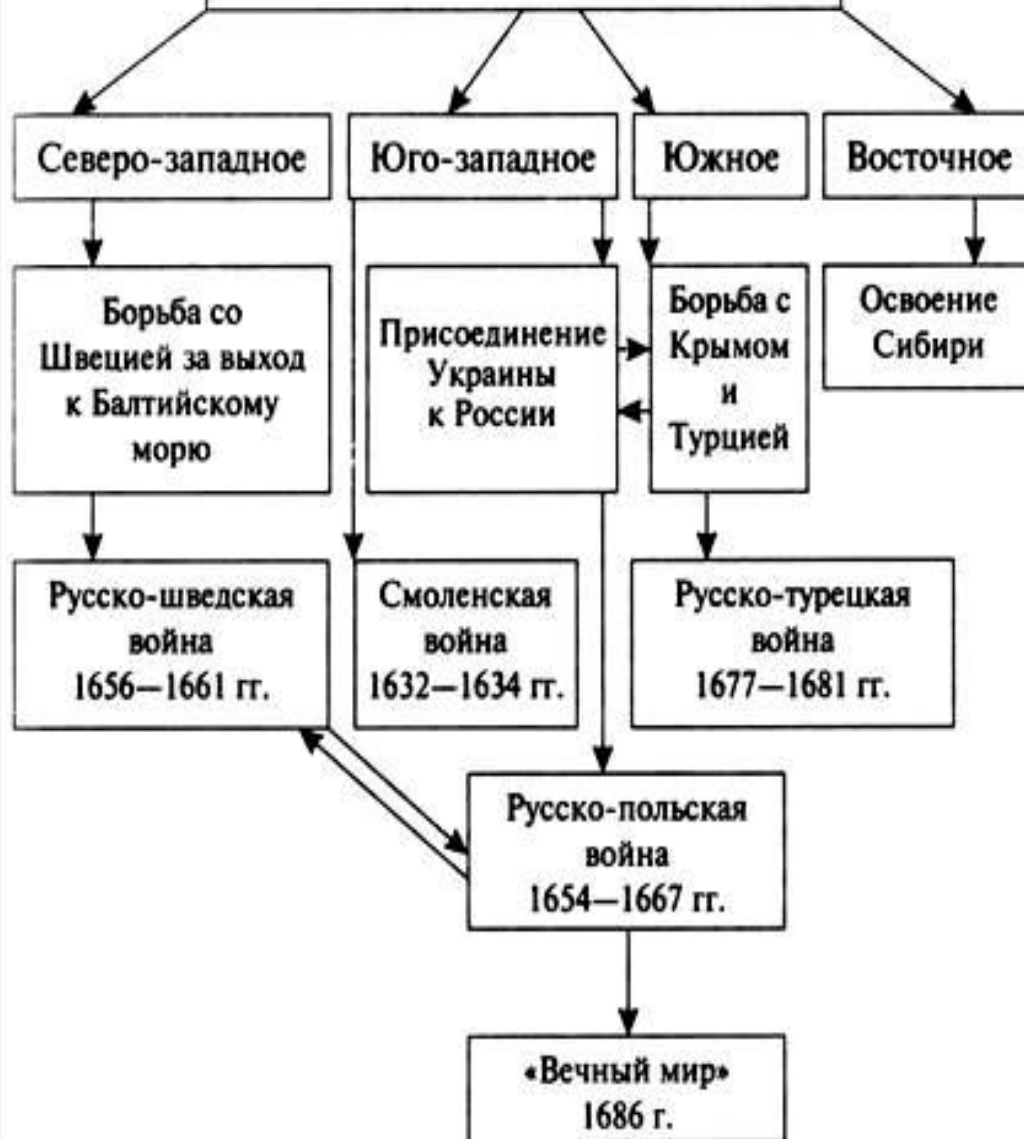 Северо-западное
Юго-западное
Южное
Восточное
Борьба со
Швецией за выход
к Балтийскому
морю
Присоединение
Украины
к России
Борьба с
Крымом
и
Турцией
Освоение
Сибири
Русско-шведская
война
1656—1661 гг.
Смоленская
война
1632—1634 гг.
Русско-турецкая
война
1677—1681 гг.
Русско-польская
война
1654—1667 гг.
«Вечный мир»
1686 г.